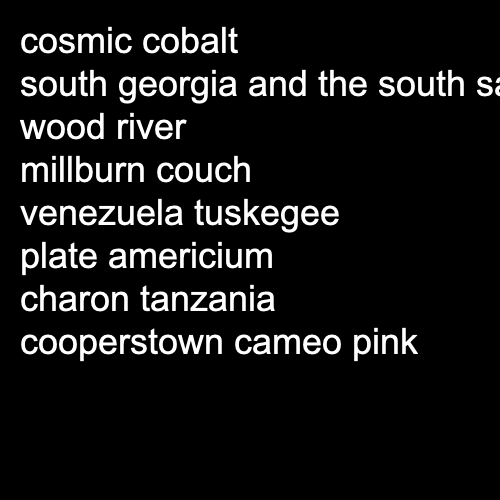 cosmic cobalt
south georgia and the south
wood river
millburn couch
venezuela tuskegee
plate americium
charon tanzania
cooperstown cameo pink